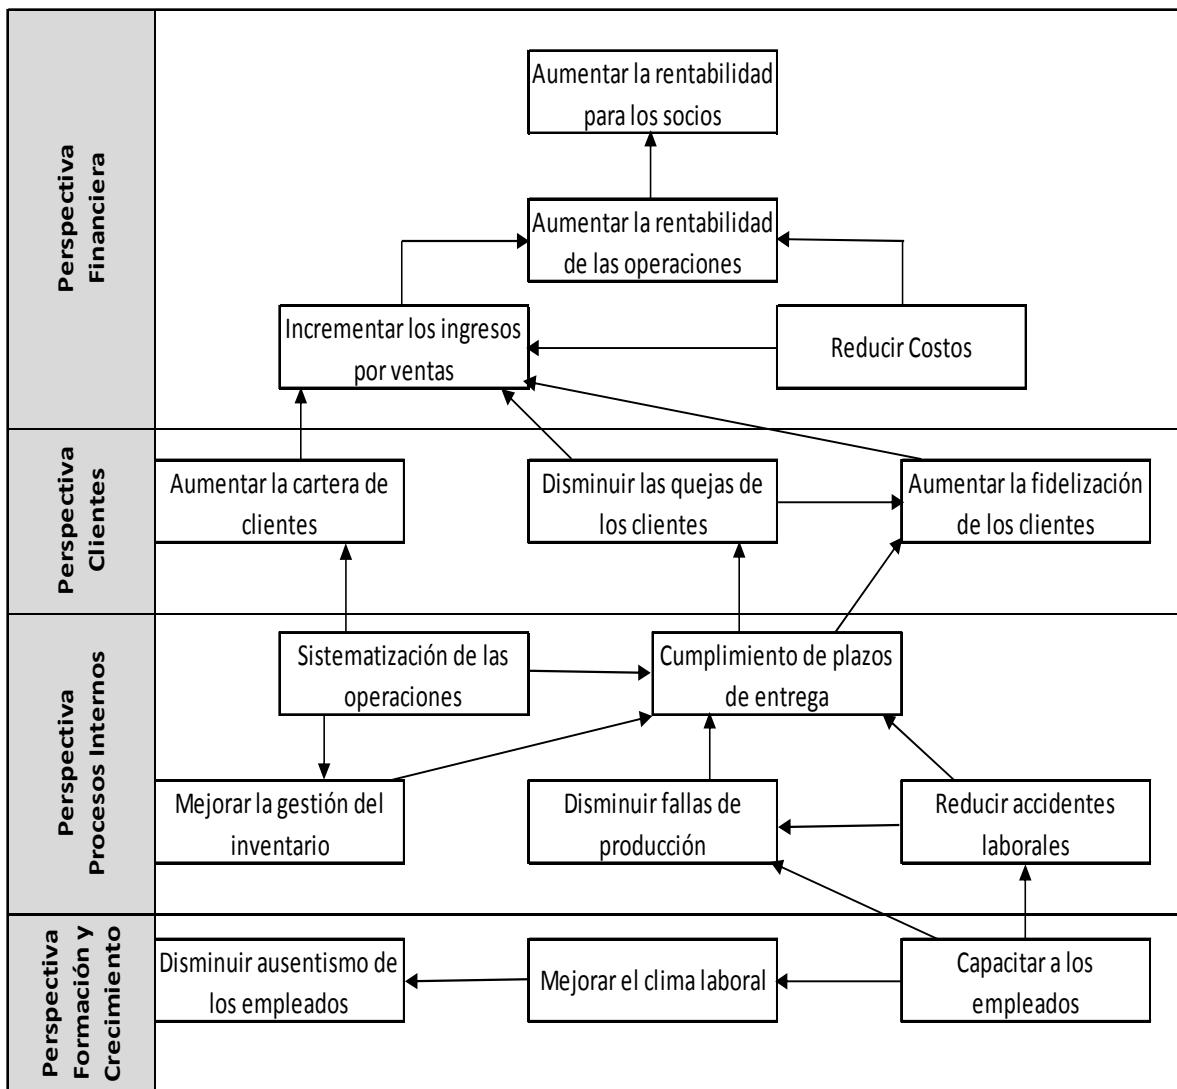 Perspectiva
Financiera
Aumentar la rentabilidad
para los socios
Aumentar la rentabilidad
de las operaciones
Incrementar los ingresos
por ventas
Reducir Costos
Perspectiva
Clientes
Aumentar la cartera de
clientes
Disminuir las quejas de
los clientes
Aumentar la fidelización
de los clientes
Perspectiva
Procesos Internos
Sistematización de las
operaciones
Cumplimiento de plazos
de entrega
Mejorar la gestión del
inventario
Disminuir fallas de
producción
Reducir accidentes
laborales
Perspectiva
Formación y
Crecimiento
Disminuir ausentismo de
los empleados
Mejorar el clima laboral
Capacitar a los
empleados